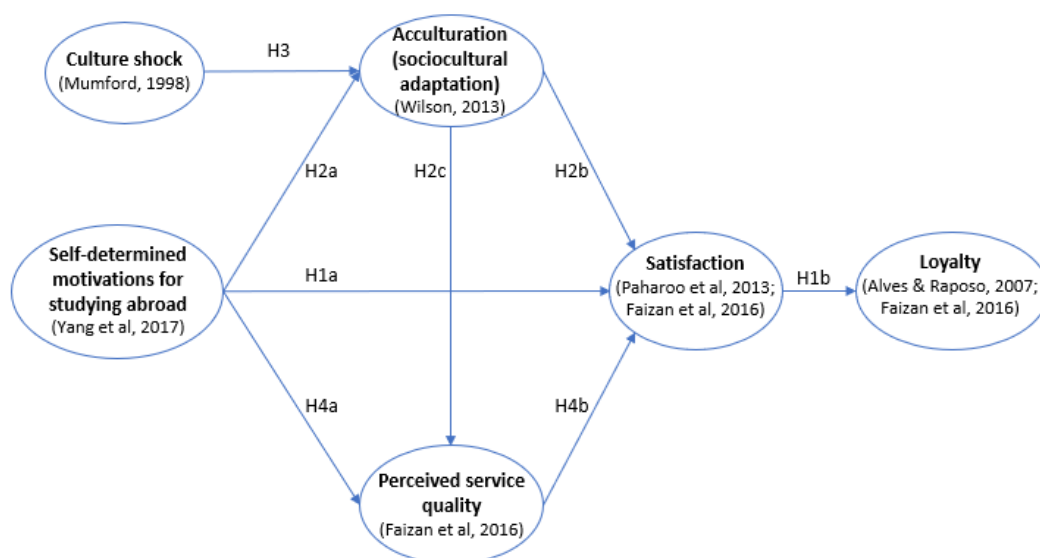 Culture shock
(Mumford, 1998)
H3
Acculturation
(sociocultural
adaptation)
(Wilson, 2013)
H2a
H2c
H2b
Self-determined
motivations for
studying abroad
(Yang et al, 2017)
H1a
Satisfaction
(Paharoo et al, 2013;
Faizan et al, 2016)
H1b
Loyalty
(Alves & Raposo, 2007;
Faizan et al, 2016)
H4a
H4b
Perceived service
quality
(Faizan et al, 2016)